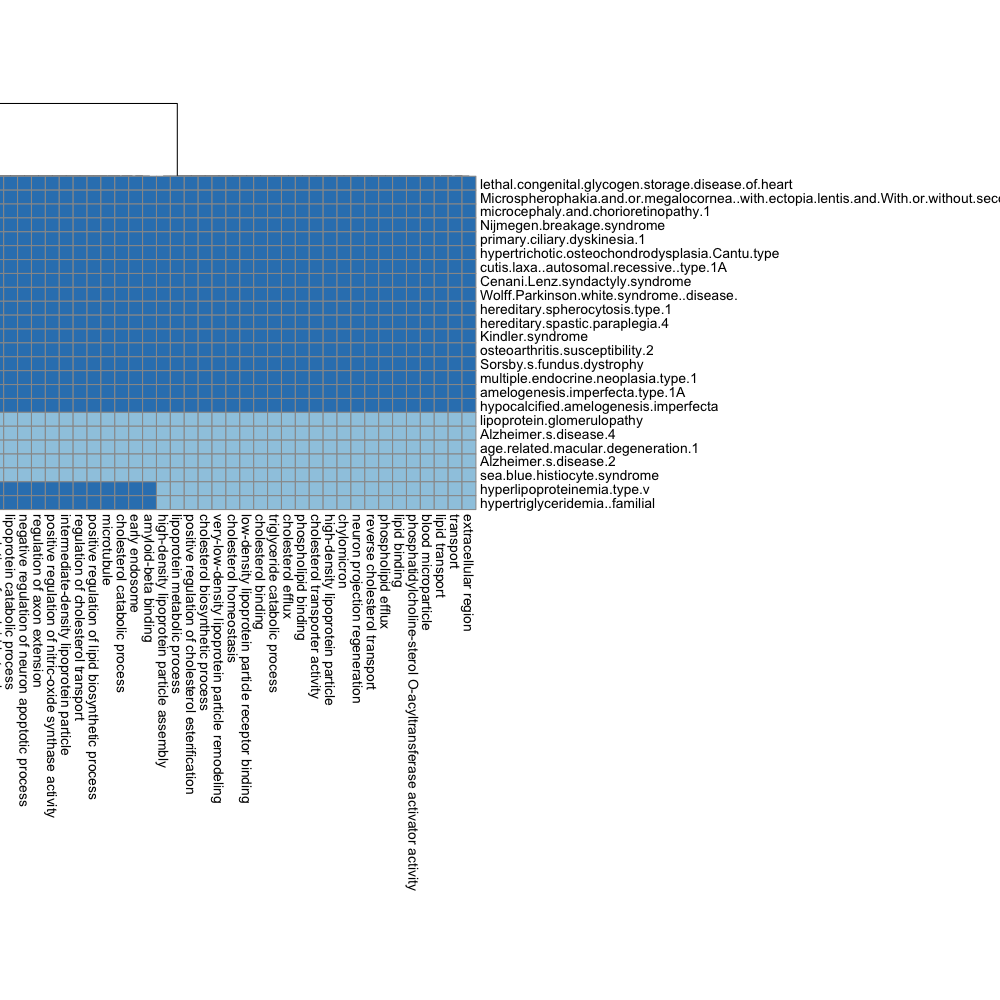 lethal.congenital.glycogen.storage.disease.of.heart
Microspherophakia.and.or.megalocornea..with.ectopia.lentis.and.With.or.without.seco
microcephaly.and.chorioretinopathy.1
Nijmegen.breakage.syndrome
primary.ciliary.dyskinesia.1
hypertrichotic.osteochondrodysplasia.Cantu.type
cutis.laxa..autosomal.recessive..type.1A
Cenani.Lenz.syndactyly.syndrome
Wolff.Parkinson.white.syndrome..disease.
hereditary.spherocytosis.type.1
hereditary.spastic.paraplegia.4
Kindler.syndrome
osteoarthritis.susceptibility.2
Sorsby.s.fundus.dystrophy
multiple.endocrine.neoplasia.type.1
amelogenesis.imperfecta.type.1A
hypocalcified.amelogenesis.imperfecta
lipoprotein.glomerulopathy
Alzheimer.s.disease.4
age.related.macular.degeneration.1
Alzheimer.s.disease.2
sea.blue.histiocyte.syndrome
hyperlipoproteinemia.type.v
hypertriglyceridemia..familial
lipoprotein catabolic process
negative regulation of neuron apoptotic process
regulation of axon extension
positive regulation of nitric-oxide synthase activity
intermediate-density lipoprotein particle
regulation of cholesterol transport
positive regulation of lipid biosynthetic process
microtubule
cholesterol catabolic process
early endosome
amyloid-beta binding
high-density lipoprotein particle assembly
lipoprotein metabolic process
positive regulation of cholesterol esterification
cholesterol biosynthetic process
very-low-density lipoprotein particle remodeling
cholesterol homeostasis
low-density lipoprotein particle receptor binding
cholesterol binding
triglyceride catabolic process
cholesterol efflux
phospholipid binding
cholesterol transporter activity
high-density lipoprotein particle
chylomicron
neuron projection regeneration
reverse cholesterol transport
phospholipid efflux
lipid binding
phosphatidylcholine-sterol O-acyltransferase activator activity
blood microparticle
lipid transport
transport
extracellular region